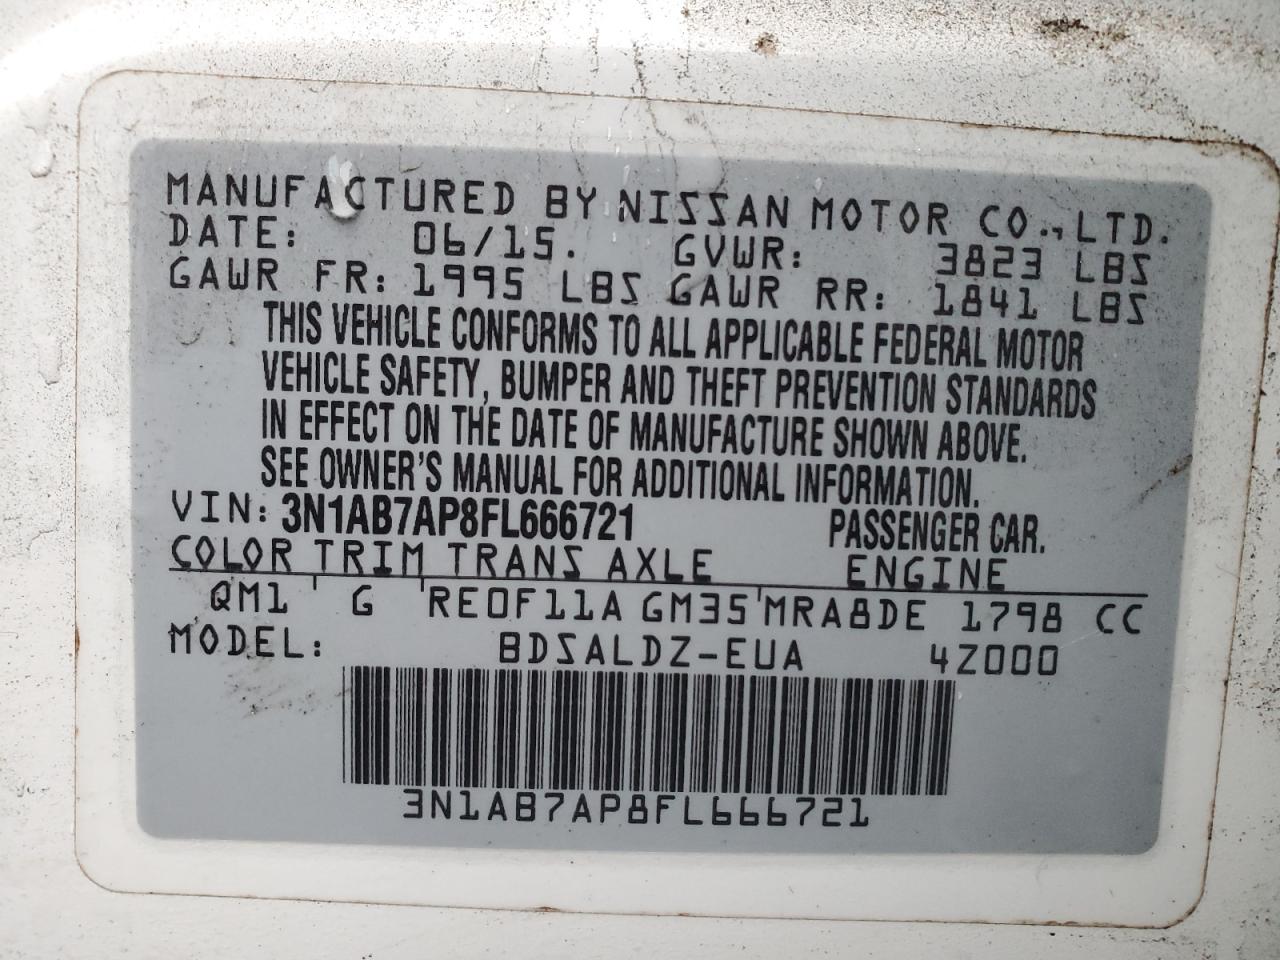 MANUFACTURED BY NISSAN MOTOR CO., LTD.
DATE: 06/15. GVWR: 3823 LBS
GAWR FR: 1995 LBS GAWR RR: 1841 LBS
THIS VEHICLE CONFORMS TO ALL APPLICABLE FEDERAL MOTOR
VEHICLE SAFETY, BUMPER AND THEFT PREVENTION STANDARDS
IN EFFECT ON THE DATE OF MANUFACTURE SHOWN ABOVE.
SEE OWNER'S MANUAL FOR ADDITIONAL INFORMATION.
VIN: 3N1AB7AP8FL666721 PASSENGER CAR.
COLOR TRIM TRANS AXLE ENGINE
QM1 G RE0F11A GM35 MRA8DE 1798 CC
MODEL: BDSALDZ-EUA 4Z000
3N1AB7AP8FL666721